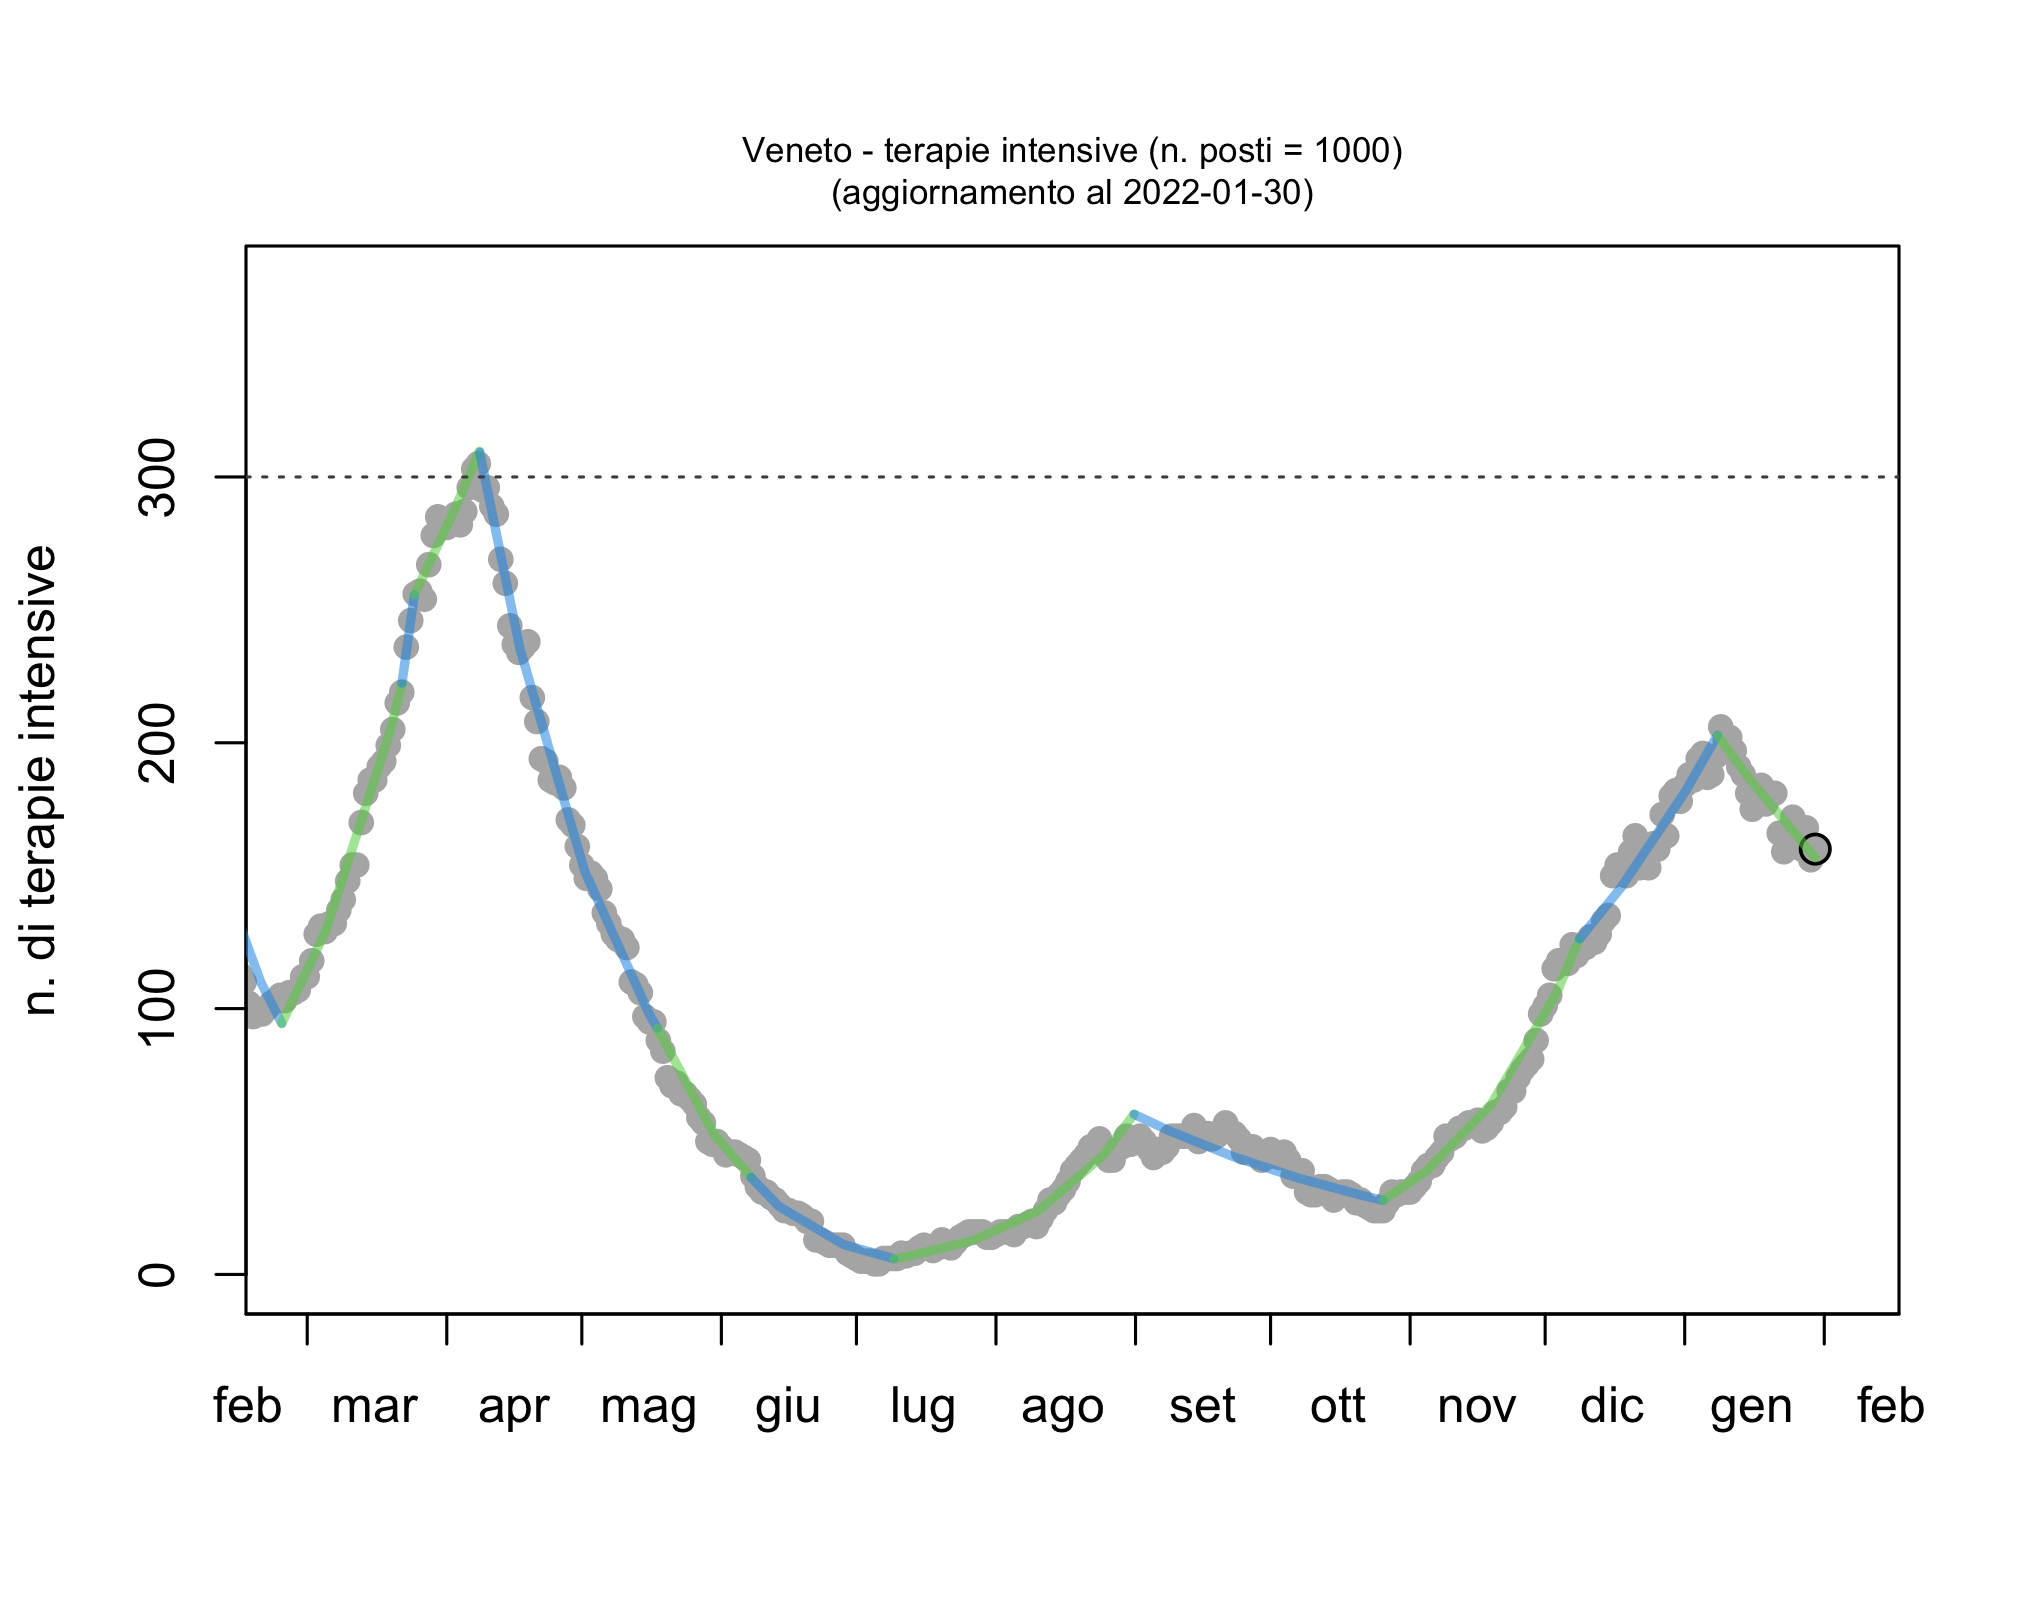 Veneto - terapie intensive (n. posti = 1000)
(aggiornamento al 2022-01-30)
n. di terapie intensive
300
200
100
0
feb mar apr mag giu lug ago set ott nov dic gen feb